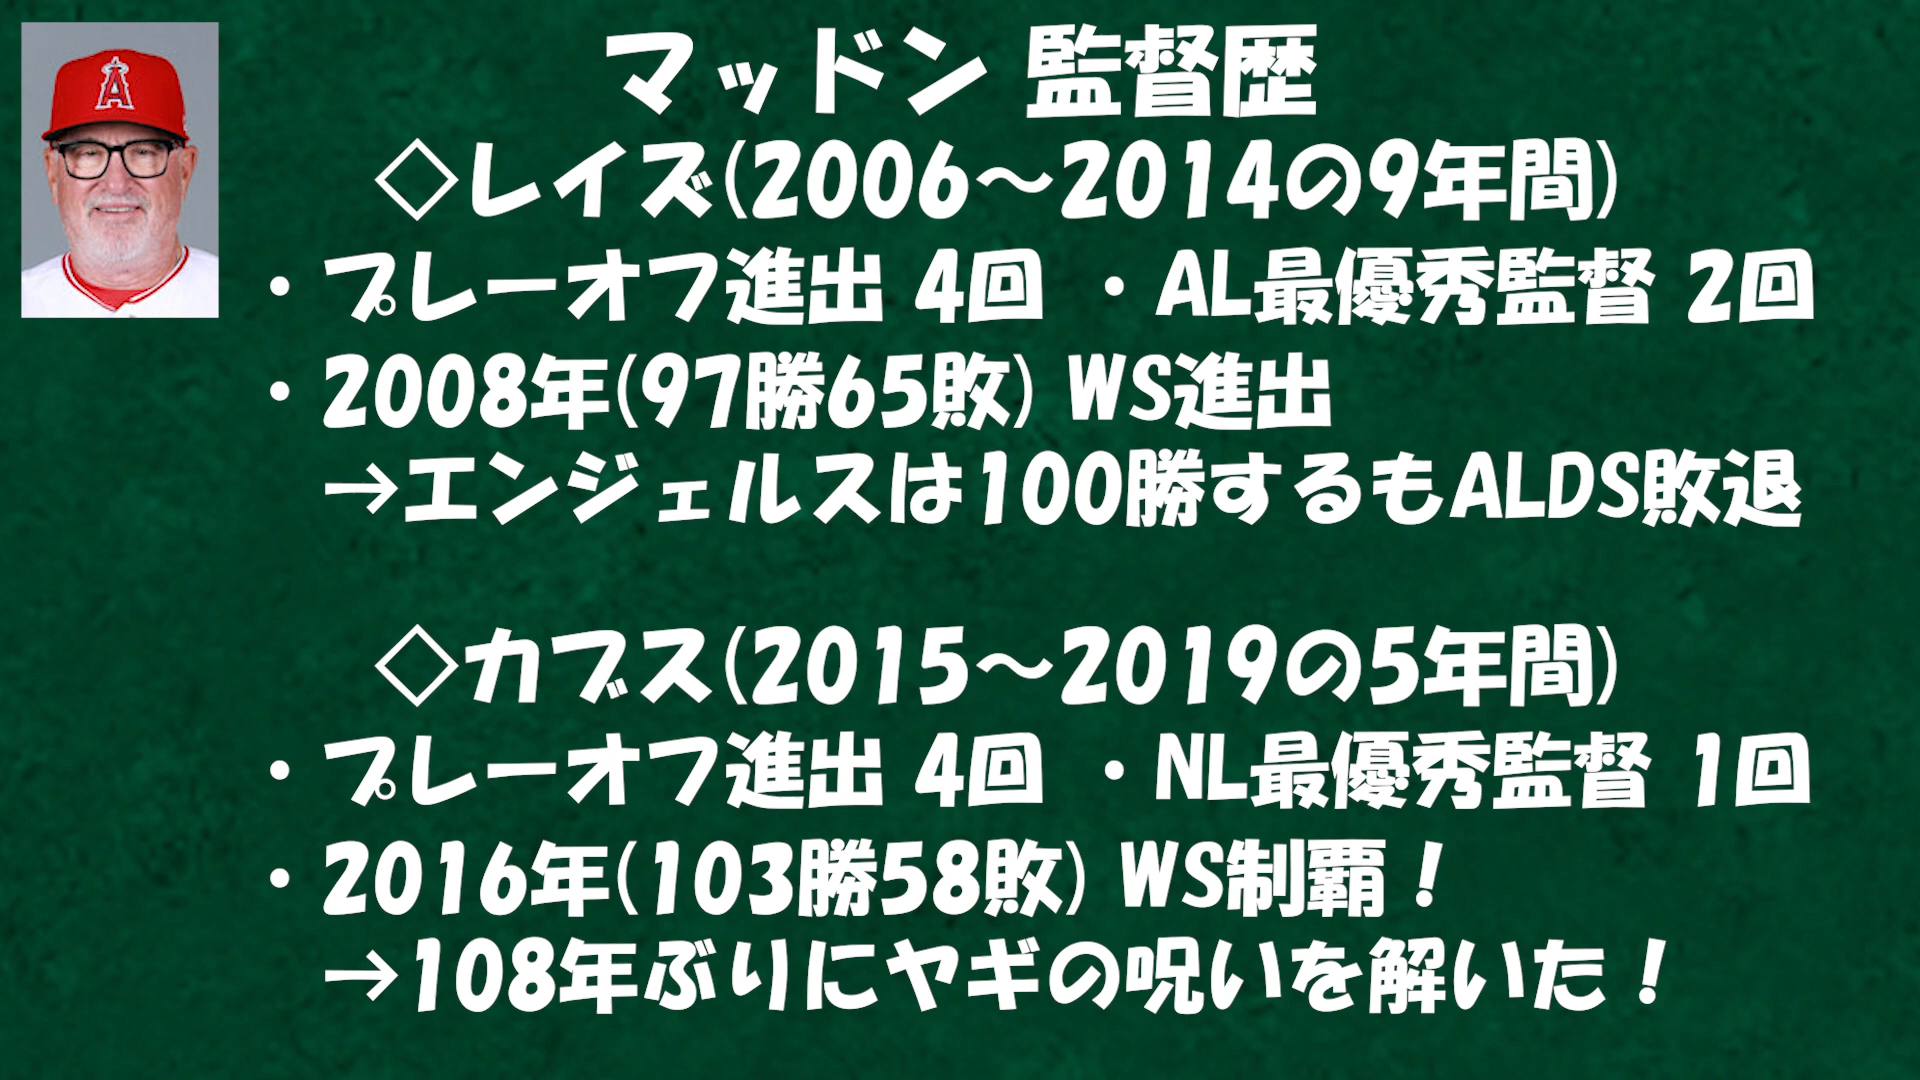 マッドン 監督歴
◇レイズ(2006～2014の9年間)
・プレーオフ進出 4回 ・AL最優秀監督 2回
・2008年(97勝65敗) WS進出
→エンジェルスは100勝するもALDS敗退
◇カブス(2015～2019の5年間)
・プレーオフ進出 4回 ・NL最優秀監督 1回
・2016年(103勝58敗) WS制覇！
→108年ぶりにヤギの呪いを解いた！
A